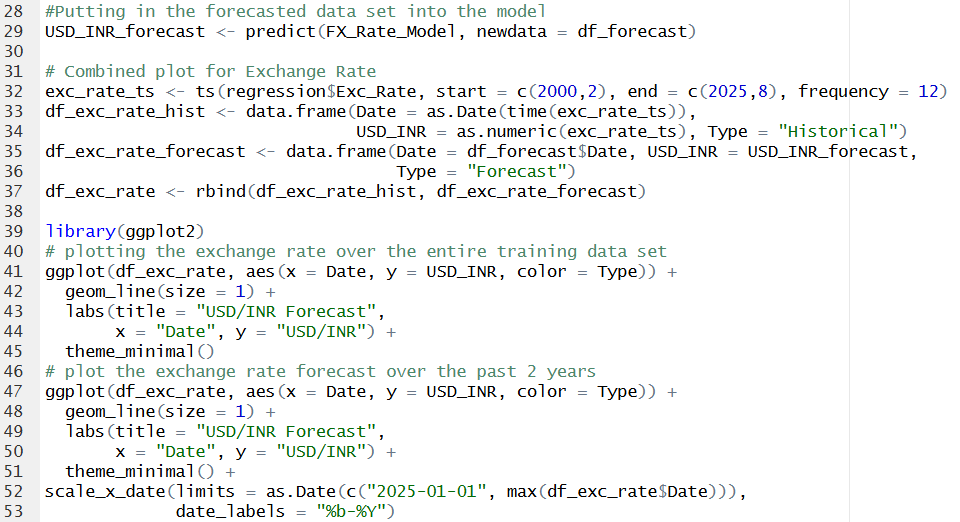 28 #Putting in the forecasted data set into the model
29 USD_INR_forecast <- predict(FX_Rate_Model, newdata = df_forecast)
30
31 # Combined plot for Exchange Rate
32 exc_rate_ts <- ts(regression$Exc_Rate, start = c(2000,2), end = c(2025,8), frequency = 12)
33 df_exc_rate_hist <- data.frame(Date = as.Date(time(exc_rate_ts)),
34                                USD_INR = as.numeric(exc_rate_ts), Type = "Historical")
35 df_exc_rate_forecast <- data.frame(Date = df_forecast$Date, USD_INR = USD_INR_forecast,
36                                    Type = "Forecast")
37 df_exc_rate <- rbind(df_exc_rate_hist, df_exc_rate_forecast)
38
39 library(ggplot2)
40 # plotting the exchange rate over the entire training data set
41 ggplot(df_exc_rate, aes(x = Date, y = USD_INR, color = Type)) +
42   geom_line(size = 1) +
43   labs(title = "USD/INR Forecast",
44        x = "Date", y = "USD/INR") +
45   theme_minimal()
46 # plot the exchange rate forecast over the past 2 years
47 ggplot(df_exc_rate, aes(x = Date, y = USD_INR, color = Type)) +
48   geom_line(size = 1) +
49   labs(title = "USD/INR Forecast",
50        x = "Date", y = "USD/INR") +
51   theme_minimal() +
52 scale_x_date(limits = as.Date(c("2025-01-01", max(df_exc_rate$Date))),
53              date_labels = "%b-%Y")